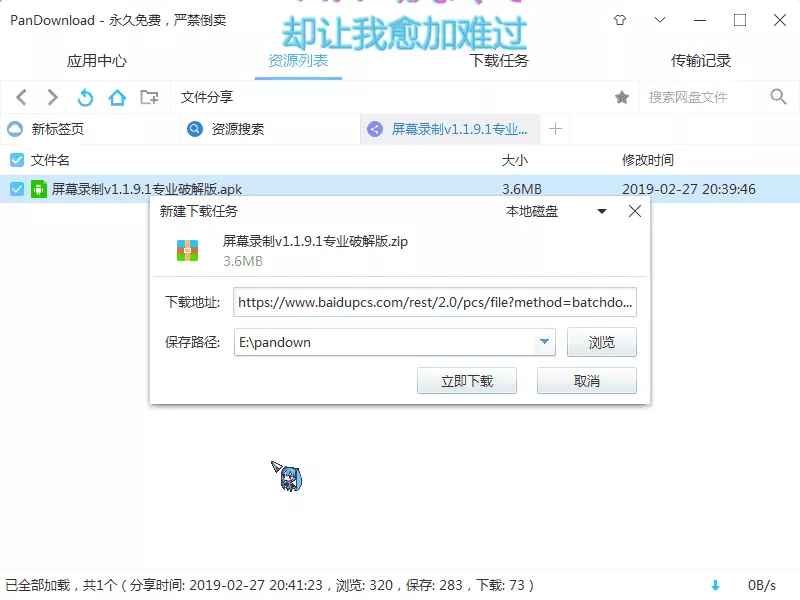 PanDownload - 永久免费，严禁倒卖
却让我愈加难过
应用中心 资源列表 下载任务 传输记录
文件分享 搜索网盘文件
新标签页 资源搜索 屏幕录制v1.1.9.1专业...
文件名 大小 修改时间
屏幕录制v1.1.9.1专业破解版.apk 3.6MB 2019-02-27 20:39:46
新建下载任务 本地磁盘
屏幕录制v1.1.9.1专业破解版.zip
3.6MB
下载地址: https://www.baidupcs.com/rest/2.0/pcs/file?method=batchdo...
保存路径: E:\pandown 浏览
立即下载 取消
已全部加载，共1个 ( 分享时间: 2019-02-27 20:41:23，浏览: 320，保存: 283，下载: 73 ) 0B/s